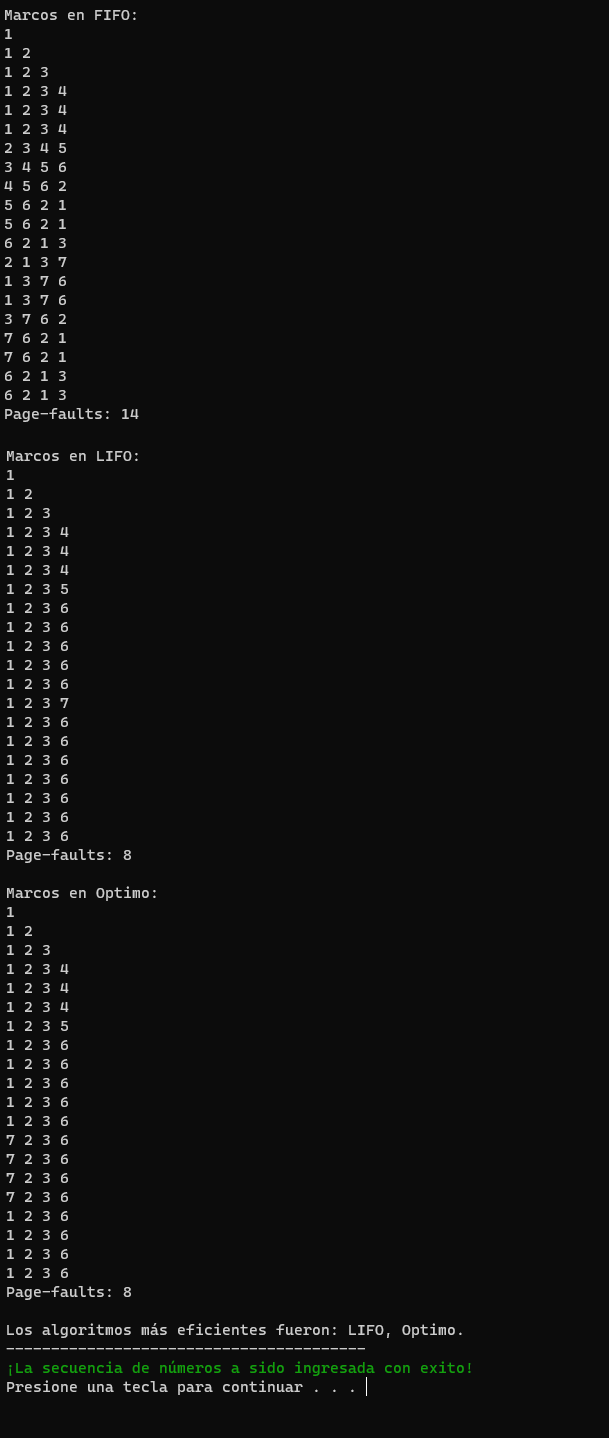 Marcos en FIFO:
1
1 2
1 2 3
1 2 3 4
1 2 3 4
1 2 3 4
2 3 4 5
3 4 5 6
4 5 6 2
5 6 2 1
5 6 2 1
6 2 1 3
2 1 3 7
1 3 7 6
1 3 7 6
3 7 6 2
7 6 2 1
7 6 2 1
6 2 1 3
6 2 1 3
Page-faults: 14
Marcos en LIFO:
1
1 2
1 2 3
1 2 3 4
1 2 3 4
1 2 3 4
1 2 3 5
1 2 3 6
1 2 3 6
1 2 3 6
1 2 3 6
1 2 3 6
1 2 3 7
1 2 3 6
1 2 3 6
1 2 3 6
1 2 3 6
1 2 3 6
1 2 3 6
1 2 3 6
Page-faults: 8
Marcos en Optimo:
1
1 2
1 2 3
1 2 3 4
1 2 3 4
1 2 3 4
1 2 3 5
1 2 3 6
1 2 3 6
1 2 3 6
1 2 3 6
1 2 3 6
7 2 3 6
7 2 3 6
7 2 3 6
7 2 3 6
1 2 3 6
1 2 3 6
1 2 3 6
1 2 3 6
Page-faults: 8
Los algoritmos más eficientes fueron: LIFO, Optimo.
----------------------------------------
¡La secuencia de números a sido ingresada con exito!
Presione una tecla para continuar . . .